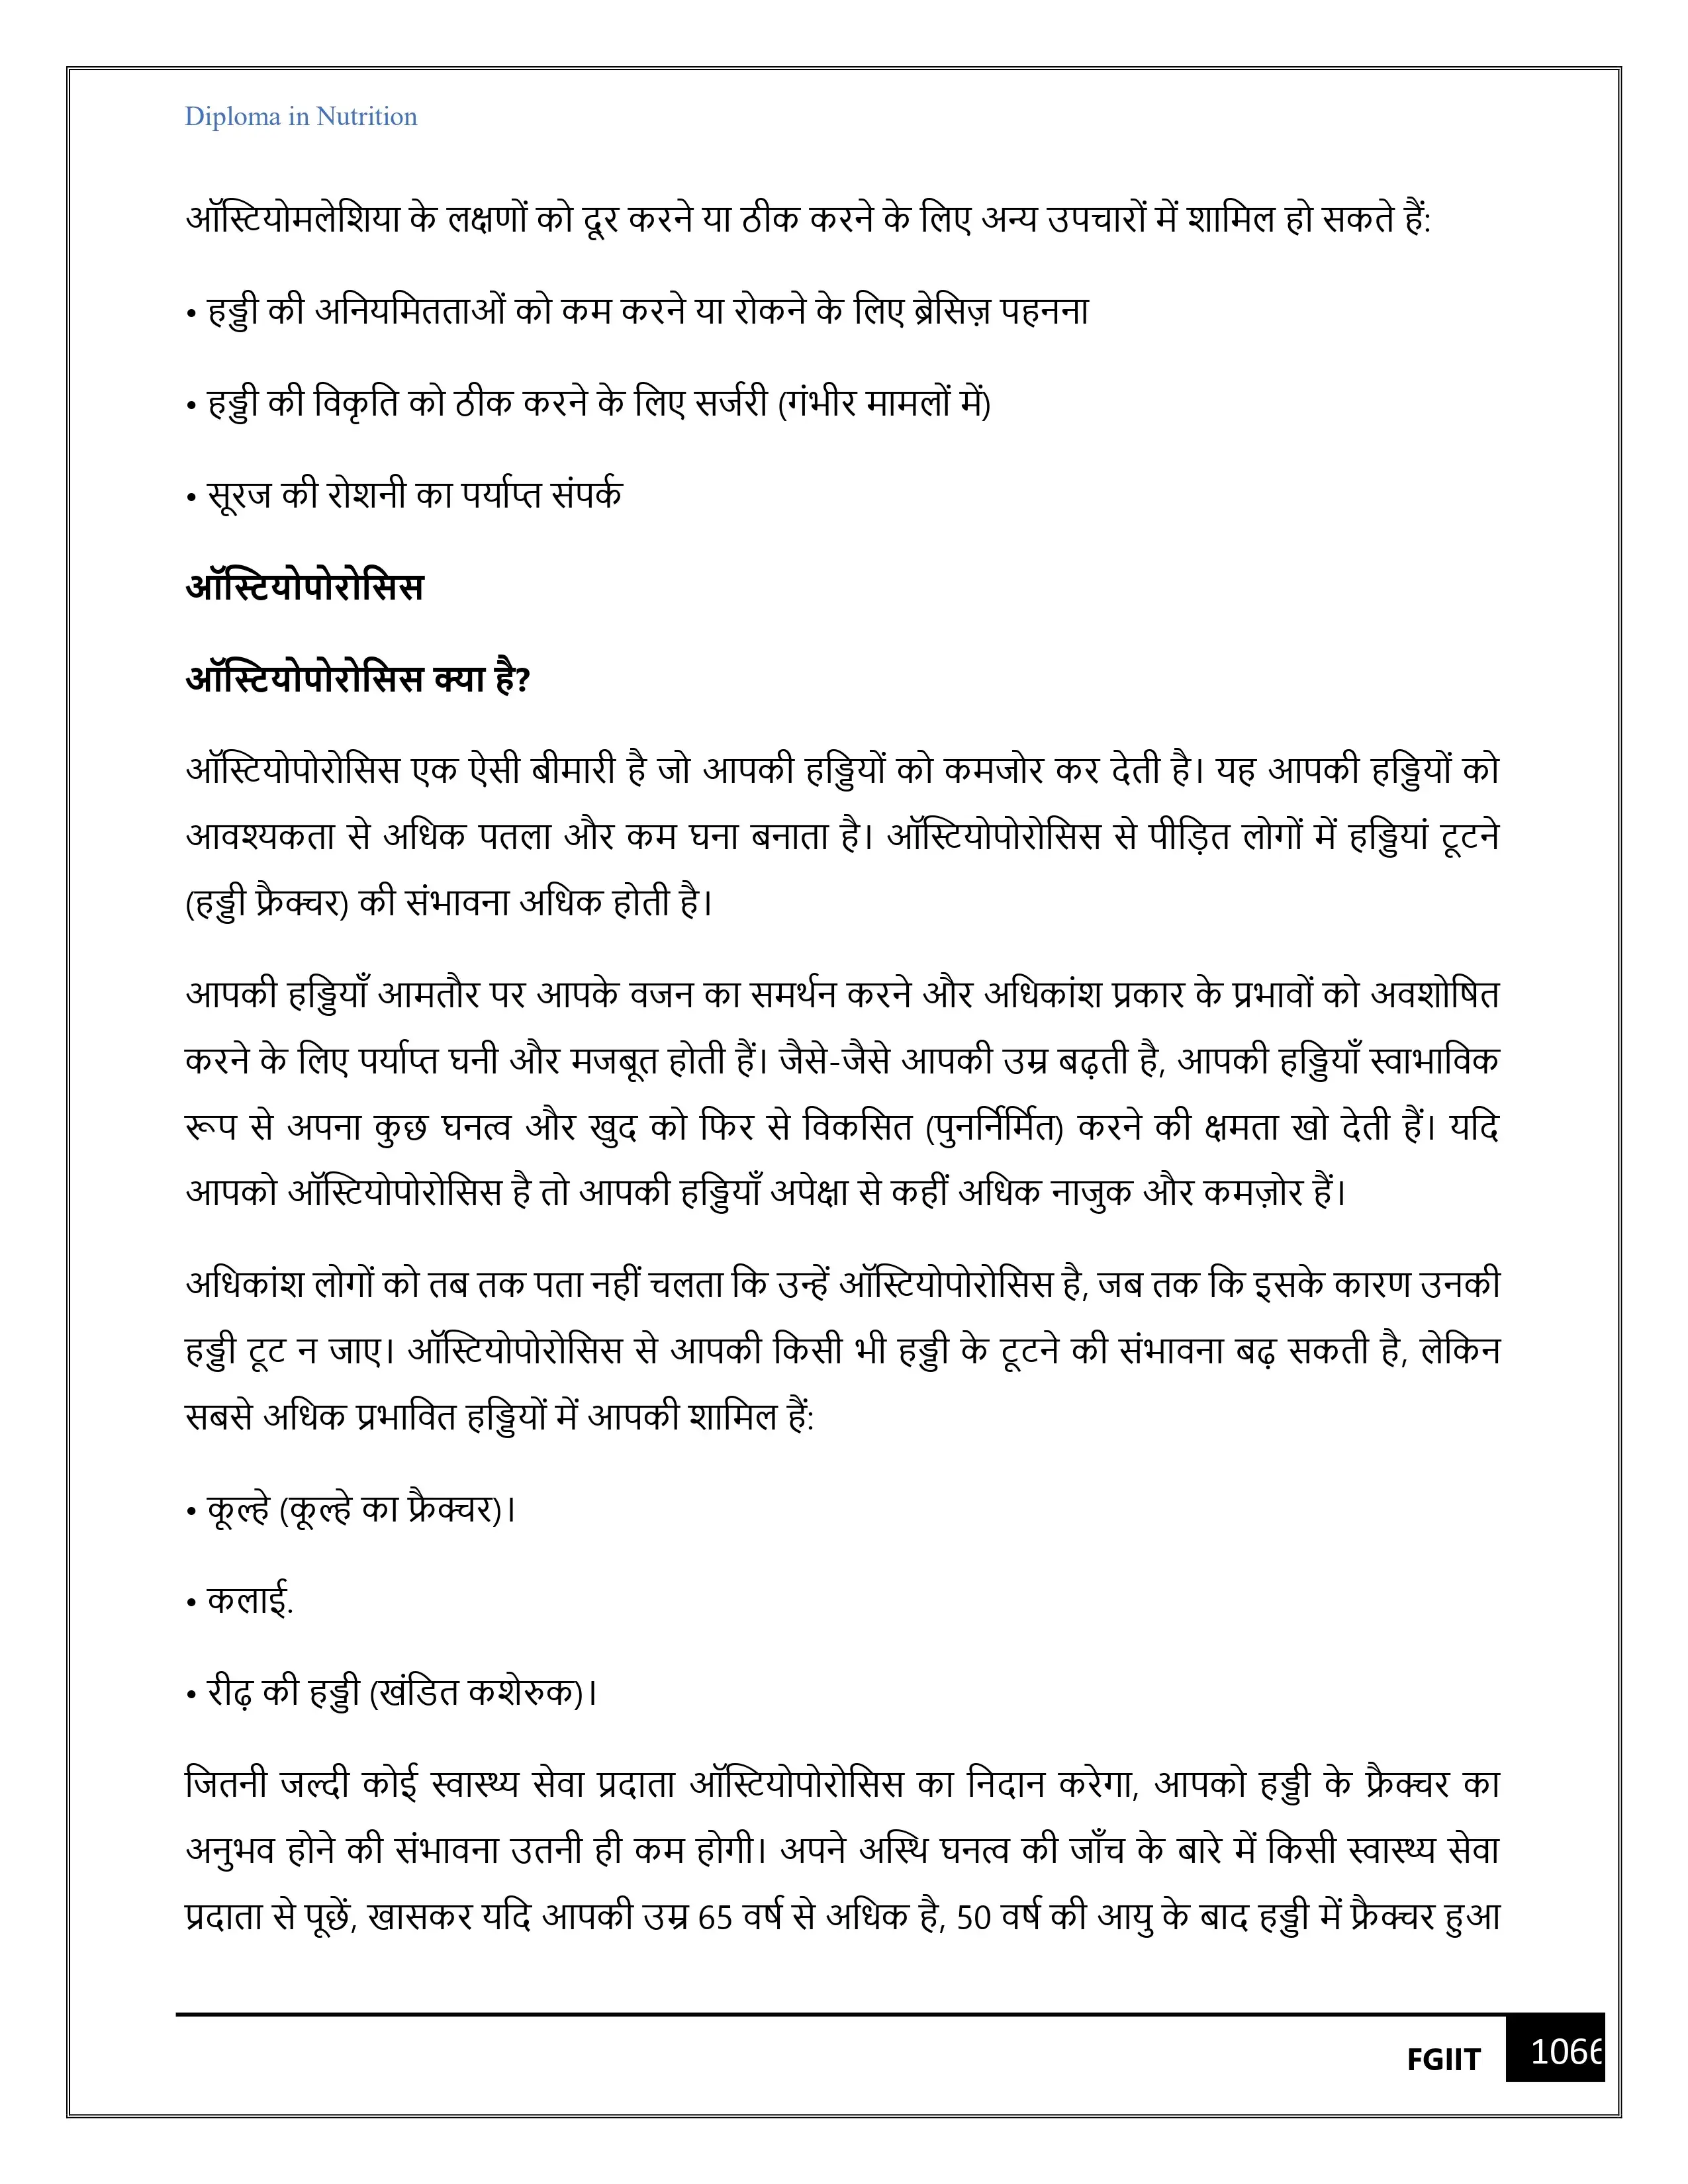 Diploma in Nutrition
ऑस्टियोमलेशिया के लक्षणों को दूर करने या ठीक करने के लिए अन्य उपचारों में शामिल हो सकते हैं:
• हड्डी की अनियमितताओं को कम करने या रोकने के लिए ब्रेसिज़ पहनना
• हड्डी की विकृति को ठीक करने के लिए सर्जरी (गंभीर मामलों में)
• सूरज की रोशनी का पर्याप्त संपर्क
ऑस्टियोपोरोसिस
ऑस्टियोपोरोसिस क्या है?
ऑस्टियोपोरोसिस एक ऐसी बीमारी है जो आपकी हड्डियों को कमजोर कर देती है। यह आपकी हड्डियों को
आवश्यकता से अधिक पतला और कम घना बनाता है। ऑस्टियोपोरोसिस से पीड़ित लोगों में हड्डियां टूटने
(हड्डी फ्रैक्चर) की संभावना अधिक होती है।
आपकी हड्डियाँ आमतौर पर आपके वजन का समर्थन करने और अधिकांश प्रकार के प्रभावों को अवशोषित
करने के लिए पर्याप्त घनी और मजबूत होती हैं। जैसे-जैसे आपकी उम्र बढ़ती है, आपकी हड्डियाँ स्वाभाविक
रूप से अपना कुछ घनत्व और खुद को फिर से विकसित (पुनर्निर्मित) करने की क्षमता खो देती हैं। यदि
आपको ऑस्टियोपोरोसिस है तो आपकी हड्डियाँ अपेक्षा से कहीं अधिक नाजुक और कमज़ोर हैं।
अधिकांश लोगों को तब तक पता नहीं चलता कि उन्हें ऑस्टियोपोरोसिस है, जब तक कि इसके कारण उनकी
हड्डी टूट न जाए। ऑस्टियोपोरोसिस से आपकी किसी भी हड्डी के टूटने की संभावना बढ़ सकती है, लेकिन
सबसे अधिक प्रभावित हड्डियों में आपकी शामिल हैं:
• कूल्हे (कूल्हे का फ्रैक्चर)।
• कलाई.
• रीढ़ की हड्डी (खंडित कशेरुक)।
जितनी जल्दी कोई स्वास्थ्य सेवा प्रदाता ऑस्टियोपोरोसिस का निदान करेगा, आपको हड्डी के फ्रैक्चर का
अनुभव होने की संभावना उतनी ही कम होगी। अपने अस्थि घनत्व की जाँच के बारे में किसी स्वास्थ्य सेवा
प्रदाता से पूछें, खासकर यदि आपकी उम्र 65 वर्ष से अधिक है, 50 वर्ष की आयु के बाद हड्डी में फ्रैक्चर हुआ
FGIIT 1066